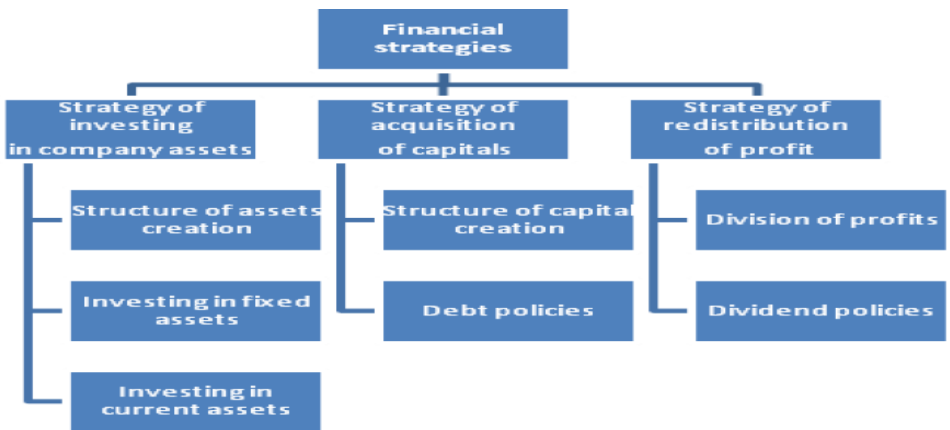 Financial
strategies
Strategy of
investing
in company assets
Strategy of
acquisition
of capitals
Strategy of
redistribution
of profit
Structure of assets
creation
Structure of capital
creation
Division of profits
Investing in fixed
assets
Debt policies
Dividend policies
Investing in
current assets